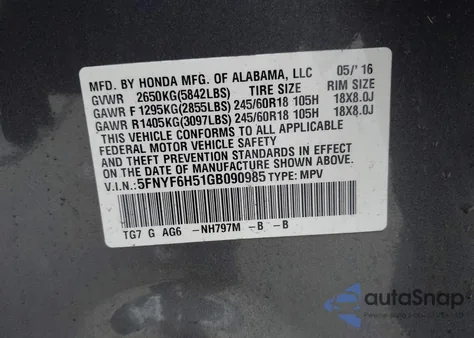 MFD. BY HONDA MFG. OF ALABAMA, LLC 05/'16
GVWR 2650KG(5842LBS) TIRE SIZE RIM SIZE
GAWR F 1295KG(2855LBS) 245/60R18 105H 18X8.0J
GAWR R 1405KG(3097LBS) 245/60R18 105H 18X8.0J
THIS VEHICLE CONFORMS TO ALL APPLICABLE
FEDERAL MOTOR VEHICLE SAFETY AND
THEFT PREVENTION STANDARDS IN EFFECT
ON THE DATE OF MANUFACTURE SHOWN ABOVE.
V.I.N.: 5FNYF6H51GB090985 TYPE: MPV
TG7 G AG6 -NH797M -B -B
autoSnap